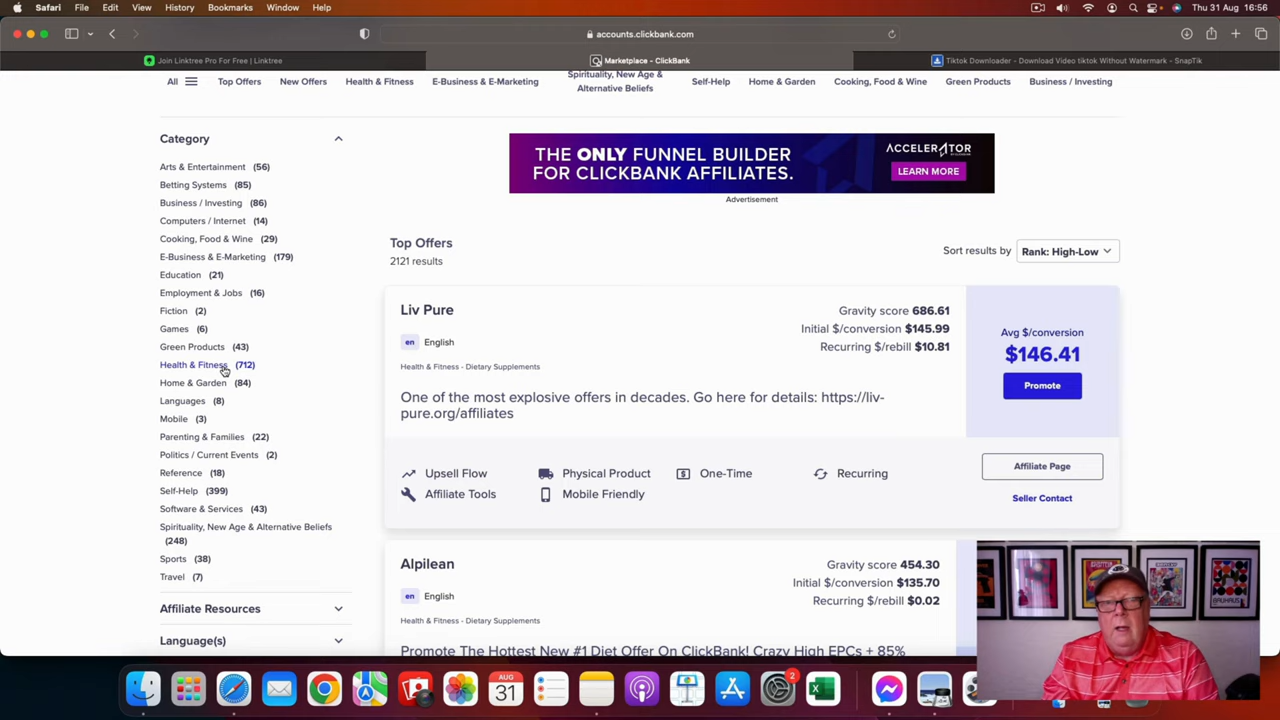 Safari File Edit View History Bookmarks Window Help Thu 31 Aug 16:56
accounts.clickbank.com
Join Linktree Pro For Free | Linktree Marketplace - ClickBank Tiktok Downloader - Download Video tiktok Without Watermark - SnapTik
All Top Offers New Offers Health & Fitness E-Business & E-Marketing Spirituality, New Age & Alternative Beliefs Self-Help Home & Garden Cooking, Food & Wine Green Products Business / Investing
Category
Arts & Entertainment (56)
Betting Systems (85)
Business / Investing (86)
Computers / Internet (14)
Cooking, Food & Wine (29)
E-Business & E-Marketing (179)
Education (21)
Employment & Jobs (16)
Fiction (2)
Games (6)
Green Products (43)
Health & Fitness (712)
Home & Garden (84)
Languages (8)
Mobile (3)
Parenting & Families (22)
Politics / Current Events (2)
Reference (18)
Self-Help (399)
Software & Services (43)
Spirituality, New Age & Alternative Beliefs
(248)
Sports (38)
Travel (7)
Affiliate Resources
Language(s)
THE ONLY FUNNEL BUILDER
FOR CLICKBANK AFFILIATES.
ACCELERATOR
LEARN MORE
Advertisement
Top Offers
2121 results
Sort results by Rank: High-Low
Liv Pure
en English
Health & Fitness - Dietary Supplements
Gravity score 686.61
Initial $/conversion $145.99
Recurring $/rebill $10.81
Avg $/conversion
$146.41
Promote
One of the most explosive offers in decades. Go here for details: https://liv-
pure.org/affiliates
Upsell Flow Physical Product One-Time Recurring
Affiliate Tools Mobile Friendly
Affiliate Page
Seller Contact
Alpilean
en English
Health & Fitness - Dietary Supplements
Gravity score 454.30
Initial $/conversion $135.70
Recurring $/rebill $0.02
Promote The Hottest New #1 Diet Offer On ClickBank! Crazy High EPCs + 85%
BAUHAUS
AUG
31
2